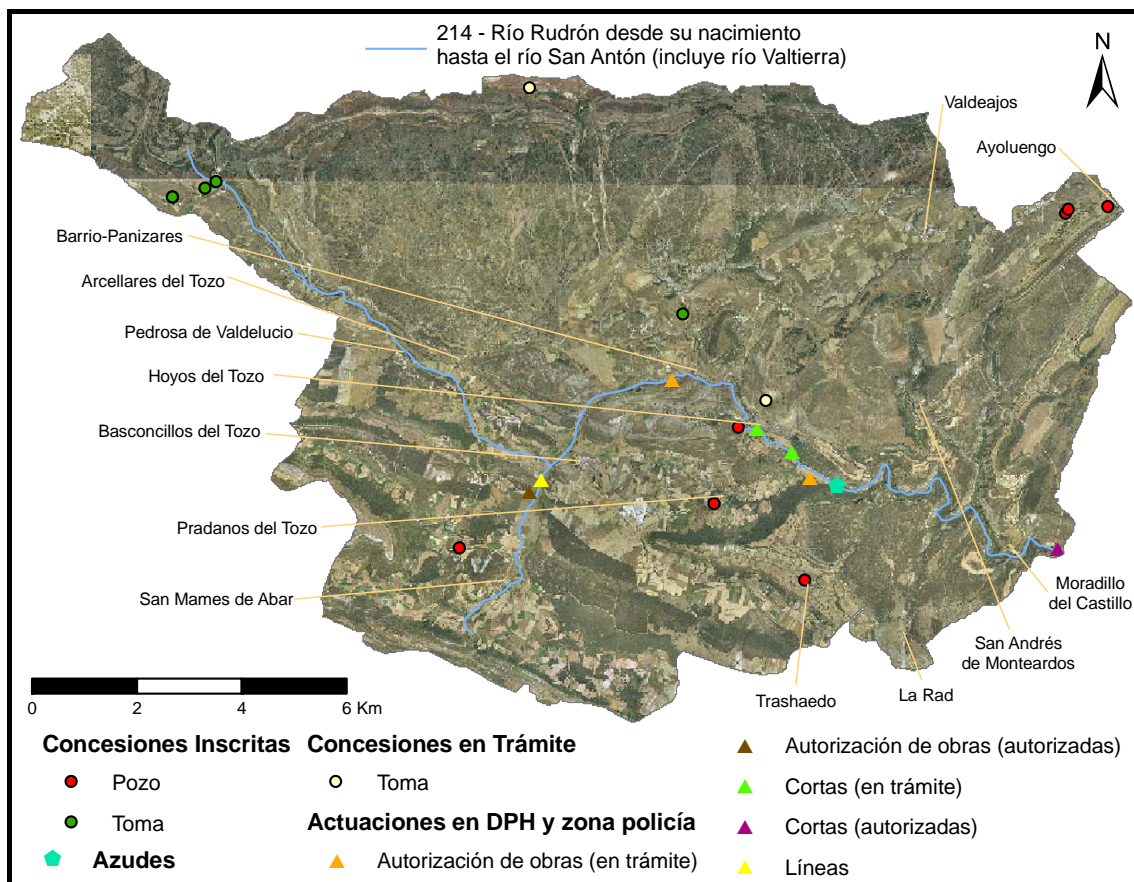 214 - Río Rudrón desde su nacimiento
hasta el río San Antón (incluye río Valtierra)
N
Valdeajos
Ayoluengo
Barrio-Panizares
Arcellares del Tozo
Pedrosa de Valdelucio
Hoyos del Tozo
Basconcillos del Tozo
Pradanos del Tozo
San Mames de Abar
Moradillo
del Castillo
San Andrés
de Monteardos
La Rad
Trashaedo
0 2 4 6 Km
Concesiones Inscritas
Pozo
Toma
Azudes
Concesiones en Trámite
Toma
Actuaciones en DPH y zona policía
Autorización de obras (en trámite)
Autorización de obras (autorizadas)
Cortas (en trámite)
Cortas (autorizadas)
Líneas